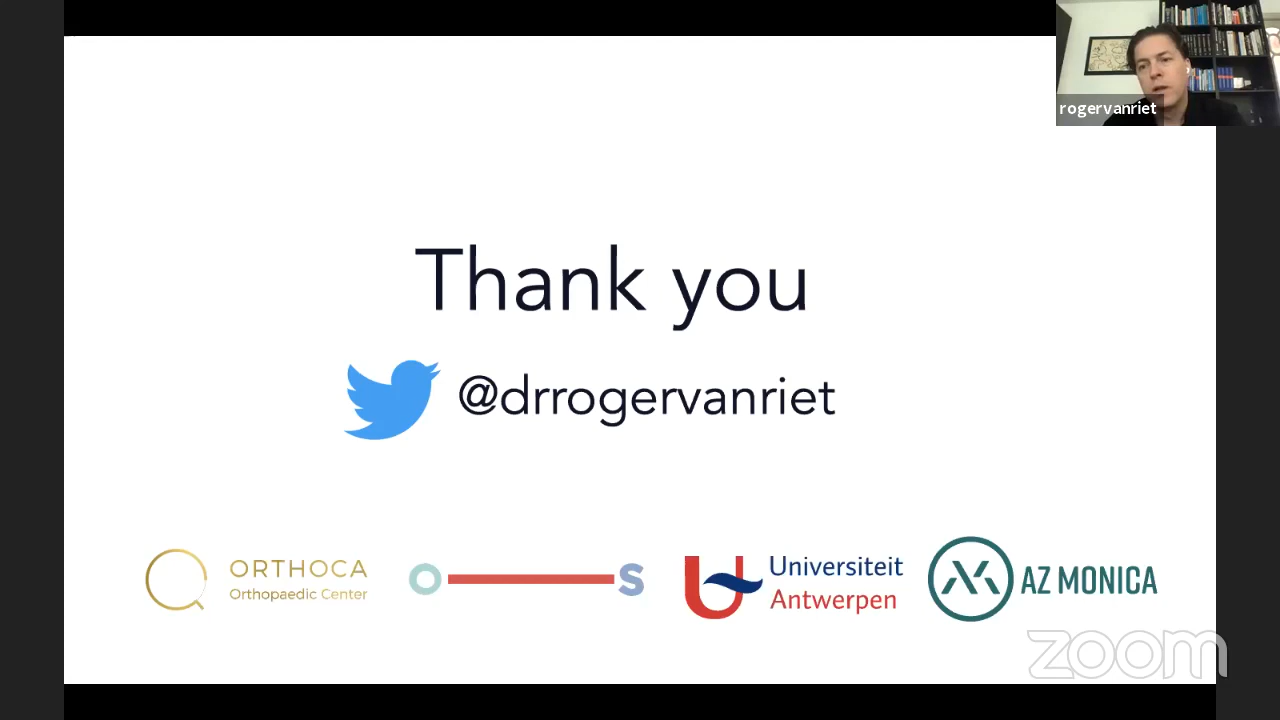 rogervanriet
Thank you
@drrogervanriet
ORTHOCA
Orthopaedic Center
O S
Universiteit
Antwerpen
AZ MONICA
zoom